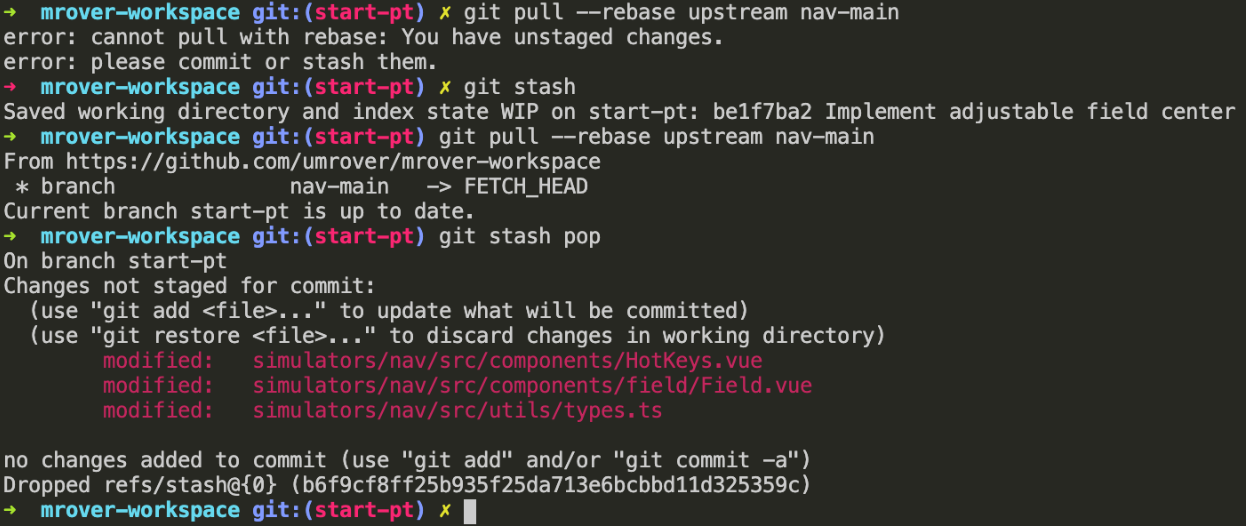 → mrover-workspace git:(start-pt) ✗ git pull --rebase upstream nav-main
error: cannot pull with rebase: You have unstaged changes.
error: please commit or stash them.
→ mrover-workspace git:(start-pt) ✗ git stash
Saved working directory and index state WIP on start-pt: be1f7ba2 Implement adjustable field center
→ mrover-workspace git:(start-pt) git pull --rebase upstream nav-main
From https://github.com/umrover/mrover-workspace
 * branch            nav-main   -> FETCH_HEAD
Current branch start-pt is up to date.
→ mrover-workspace git:(start-pt) git stash pop
On branch start-pt
Changes not staged for commit:
  (use "git add <file>..." to update what will be committed)
  (use "git restore <file>..." to discard changes in working directory)
        modified:   simulators/nav/src/components/HotKeys.vue
        modified:   simulators/nav/src/components/field/Field.vue
        modified:   simulators/nav/src/utils/types.ts
no changes added to commit (use "git add" and/or "git commit -a")
Dropped refs/stash@{0} (b6f9cf8ff25b935f25da713e6bcbbd11d325359c)
→ mrover-workspace git:(start-pt) ✗